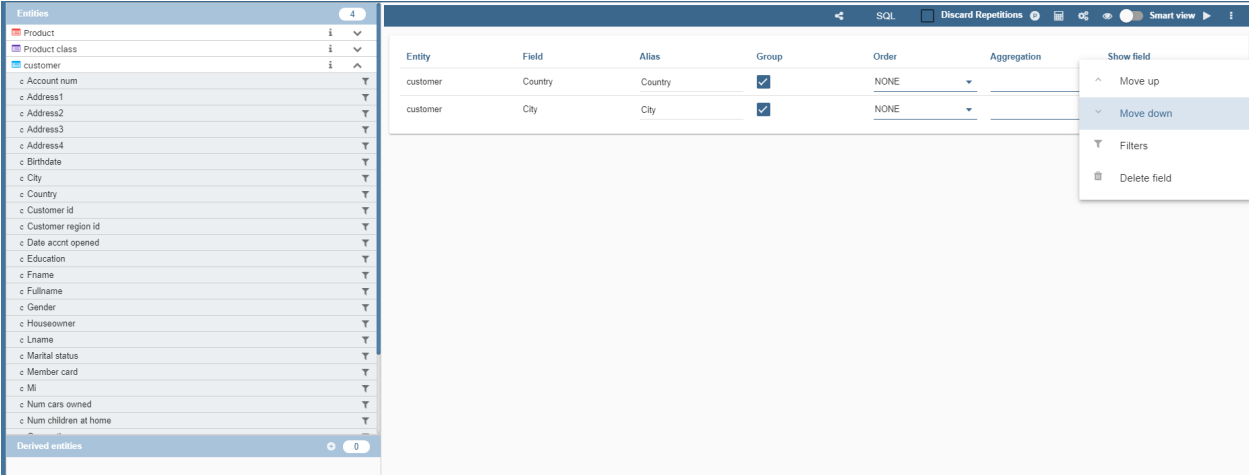 Entities 4
Product i
Product class i
customer i
c Account num
c Address1
c Address2
c Address3
c Address4
c Birthdate
c City
c Country
c Customer id
c Customer region id
c Date accnt opened
c Education
c Fname
c Fullname
c Gender
c Houseowner
c Lname
c Marital status
c Member card
c Mi
c Num cars owned
c Num children at home
Derived entities 0
SQL Discard Repetitions P Smart view
Entity Field Alias Group Order Aggregation Show field
customer Country Country NONE
customer City City NONE
Move up
Move down
Filters
Delete field